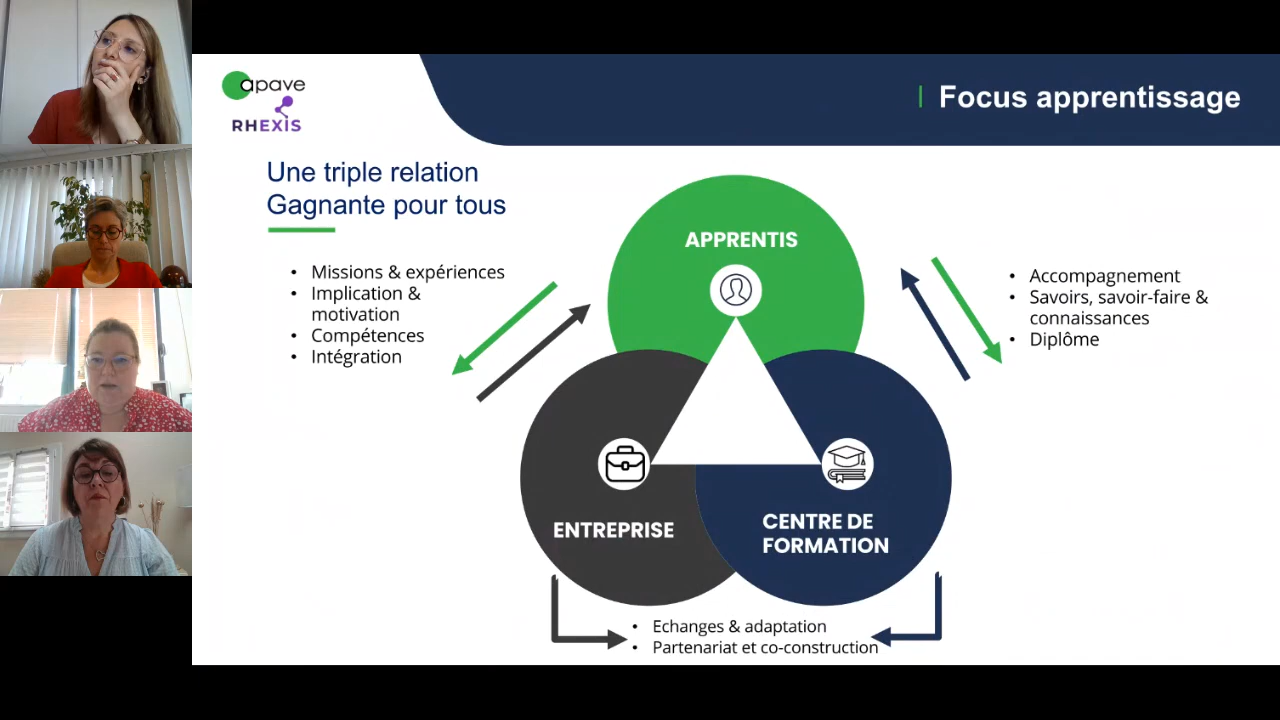 apave
RHEXIS
Focus apprentissage
Une triple relation
Gagnante pour tous
• Missions & expériences
• Implication &
motivation
• Compétences
• Intégration
APPRENTIS
• Accompagnement
• Savoirs, savoir-faire &
connaissances
• Diplôme
ENTREPRISE
CENTRE DE
FORMATION
• Echanges & adaptation
• Partenariat et co-construction